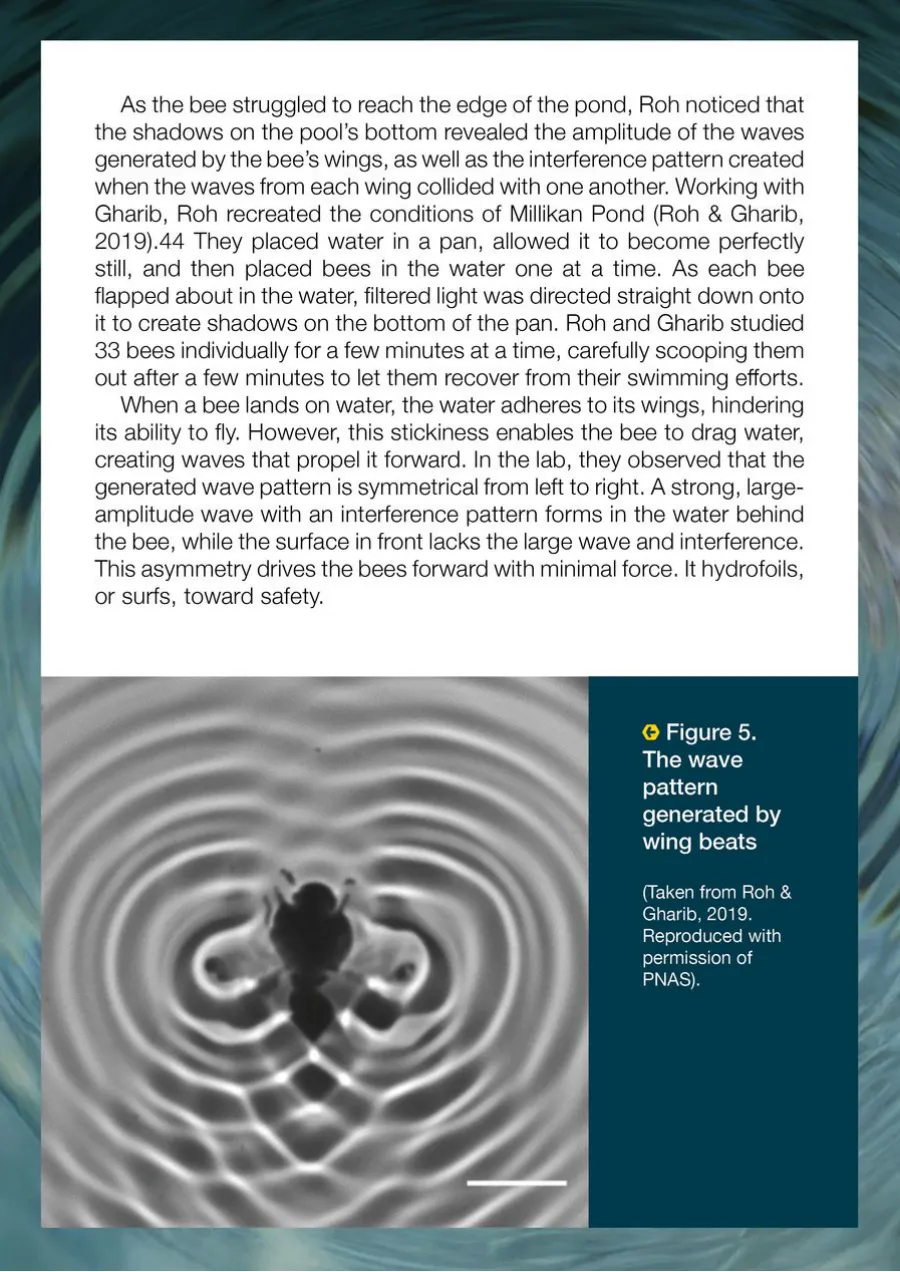 As the bee struggled to reach the edge of the pond, Roh noticed that
the shadows on the pool’s bottom revealed the amplitude of the waves
generated by the bee’s wings, as well as the interference pattern created
when the waves from each wing collided with one another. Working with
Gharib, Roh recreated the conditions of Millikan Pond (Roh & Gharib,
2019).44 They placed water in a pan, allowed it to become perfectly
still, and then placed bees in the water one at a time. As each bee
flapped about in the water, filtered light was directed straight down onto
it to create shadows on the bottom of the pan. Roh and Gharib studied
33 bees individually for a few minutes at a time, carefully scooping them
out after a few minutes to let them recover from their swimming efforts.
When a bee lands on water, the water adheres to its wings, hindering
its ability to fly. However, this stickiness enables the bee to drag water,
creating waves that propel it forward. In the lab, they observed that the
generated wave pattern is symmetrical from left to right. A strong, large-
amplitude wave with an interference pattern forms in the water behind
the bee, while the surface in front lacks the large wave and interference.
This asymmetry drives the bees forward with minimal force. It hydrofoils,
or surfs, toward safety.
Figure 5.
The wave
pattern
generated by
wing beats
(Taken from Roh &
Gharib, 2019.
Reproduced with
permission of
PNAS).